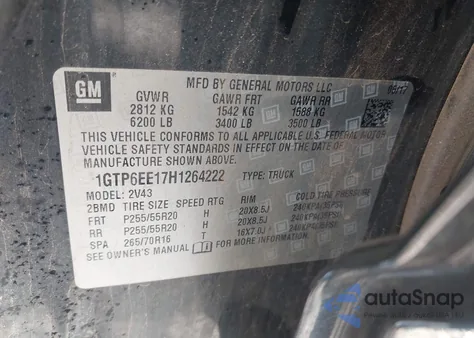 GM
MFD BY GENERAL MOTORS LLC
GVWR GAWR FRT GAWR RR
2812 KG 1542 KG 1588 KG
6200 LB 3400 LB 3500 LB
THIS VEHICLE CONFORMS TO ALL APPLICABLE U.S. FEDERAL
VEHICLE SAFETY STANDARDS IN EFFECT ON THE DATE
OF MANUFACTURE SHOWN ABOVE.
1GTP6EE17H1264222 TYPE: TRUCK
MODEL: 2V43
2BMD TIRE SIZE SPEED RTG RIM COLD TIRE PRESSURE
FRT P255/55R20 H 20X8.5J
RR P255/55R20 H 20X8.5J
SPA 265/70R16 T 16X7.0J
SEE OWNER'S MANUAL FOR ADDITIONAL INFORMATION.
autoSnap